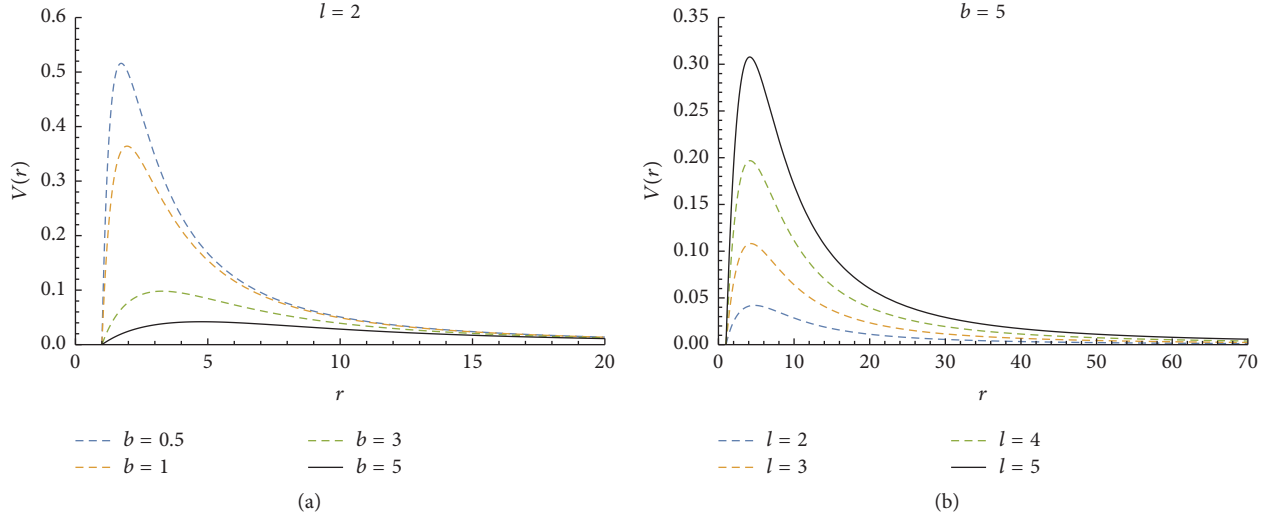 l = 2
0.6
0.5
0.4
0.3
0.2
0.1
0.0
V(r)
0
5
10
15
20
r
b = 0.5
b = 3
b = 1
b = 5
(a)
b = 5
0.35
0.30
0.25
0.20
0.15
0.10
0.05
0.00
V(r)
0
10
20
30
40
50
60
70
r
l = 2
l = 4
l = 3
l = 5
(b)